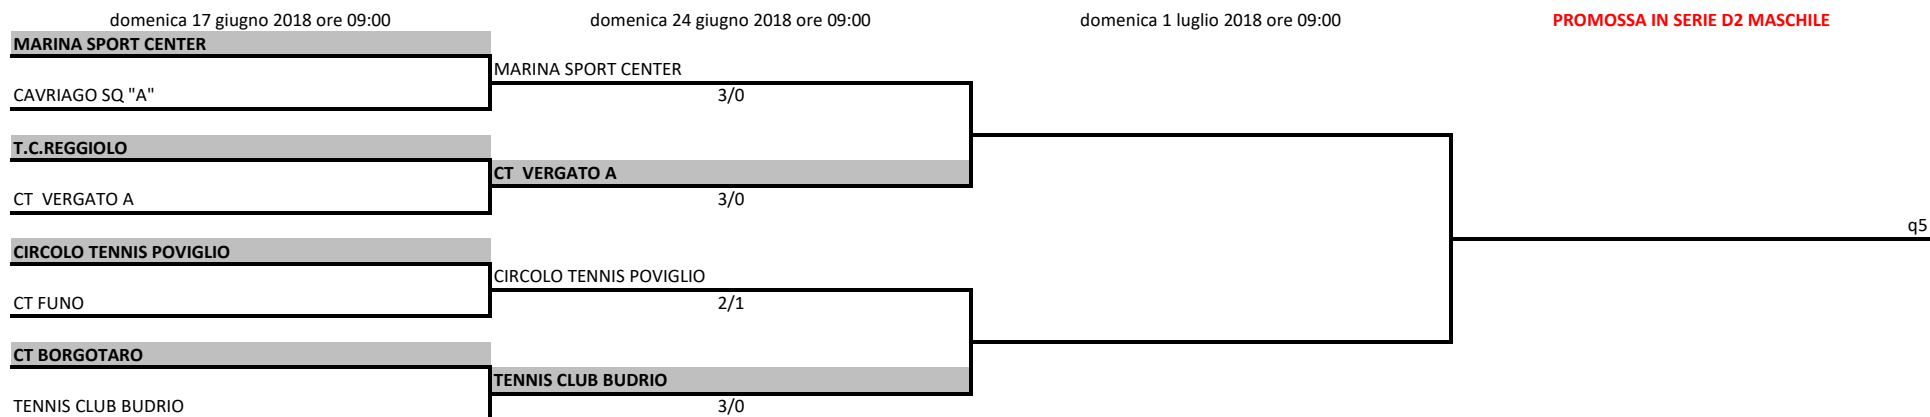 domenica 17 giugno 2018 ore 09:00 domenica 24 giugno 2018 ore 09:00 domenica 1 luglio 2018 ore 09:00 PROMOSSA IN SERIE D2 MASCHILE
MARINA SPORT CENTER
MARINA SPORT CENTER
CAVRIAGO SQ "A" 3/0
T.C.REGGIOLO
CT VERGATO A
CT VERGATO A 3/0
q5
CIRCOLO TENNIS POVIGLIO
CIRCOLO TENNIS POVIGLIO
CT FUNO 2/1
CT BORGOTARO
TENNIS CLUB BUDRIO
TENNIS CLUB BUDRIO 3/0